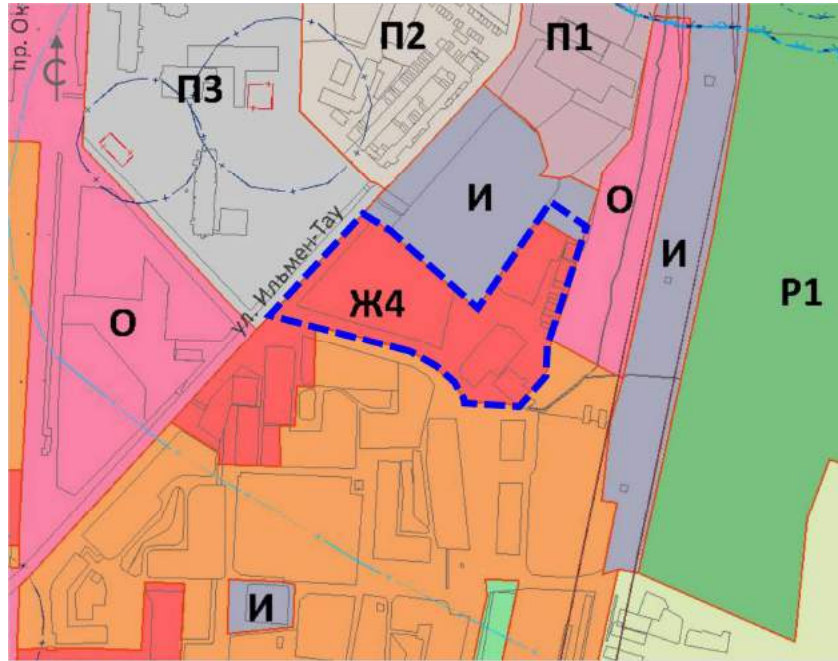 пр. Ок
С
П3
П2
П1
И
О
И
Р1
ул. Ильмен-Тау
Ж4
О
И